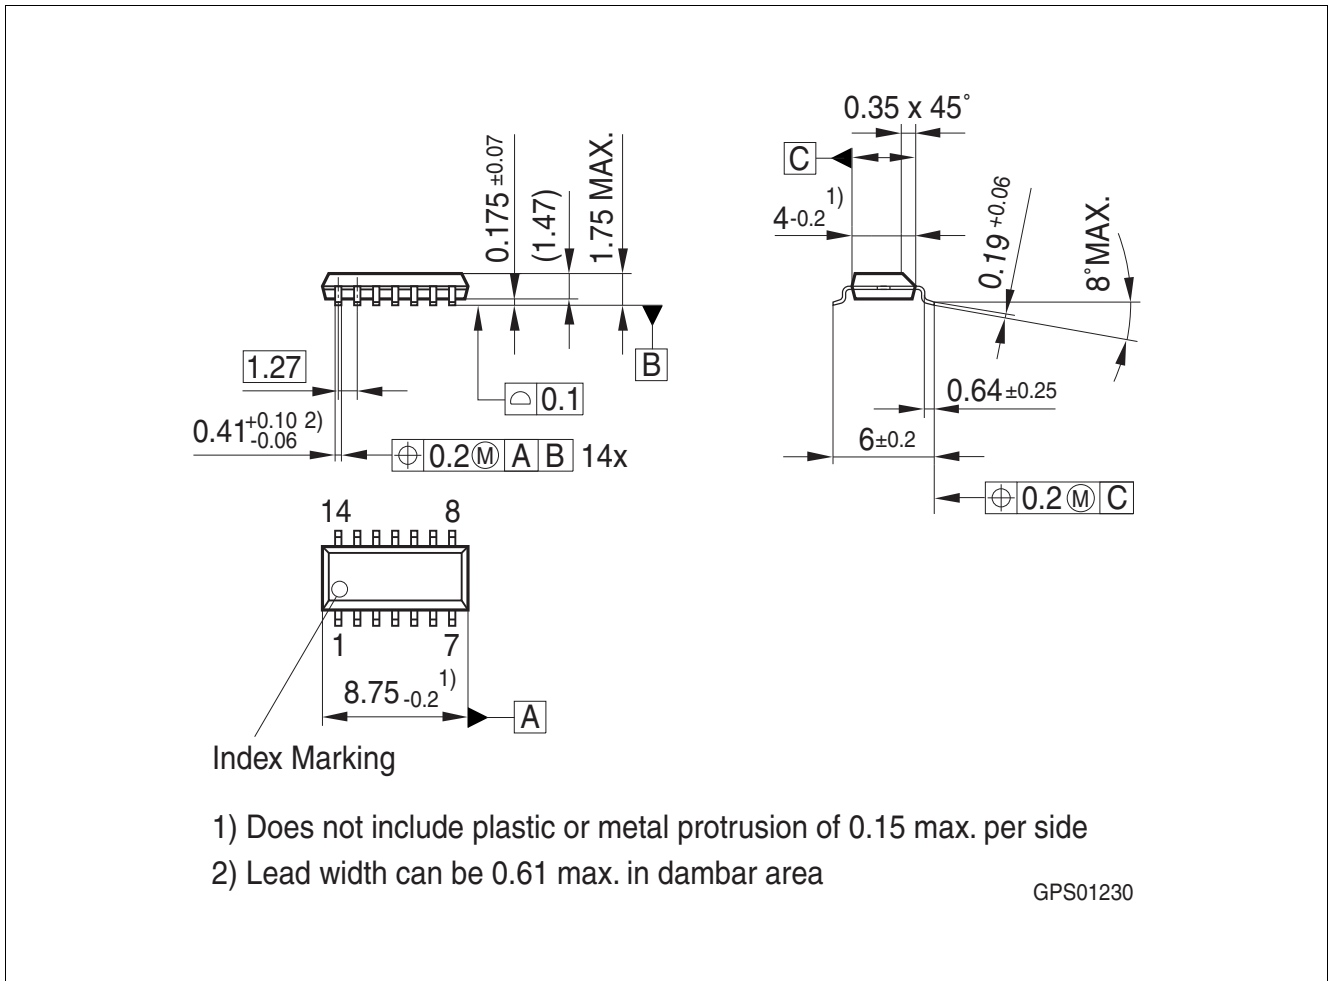 0.175 ±0.07
(1.47)
1.75 MAX.
B
1.27
0.1
0.41 +0.10 -0.06 2)
0.2 Ⓜ A B 14x
0.35 x 45°
C
4-0.2 1)
0.19 +0.06
8° MAX.
0.64 ±0.25
6±0.2
0.2 Ⓜ C
14 8
1 7
8.75 -0.2 1)
A
Index Marking
1) Does not include plastic or metal protrusion of 0.15 max. per side
2) Lead width can be 0.61 max. in dambar area
GPS01230